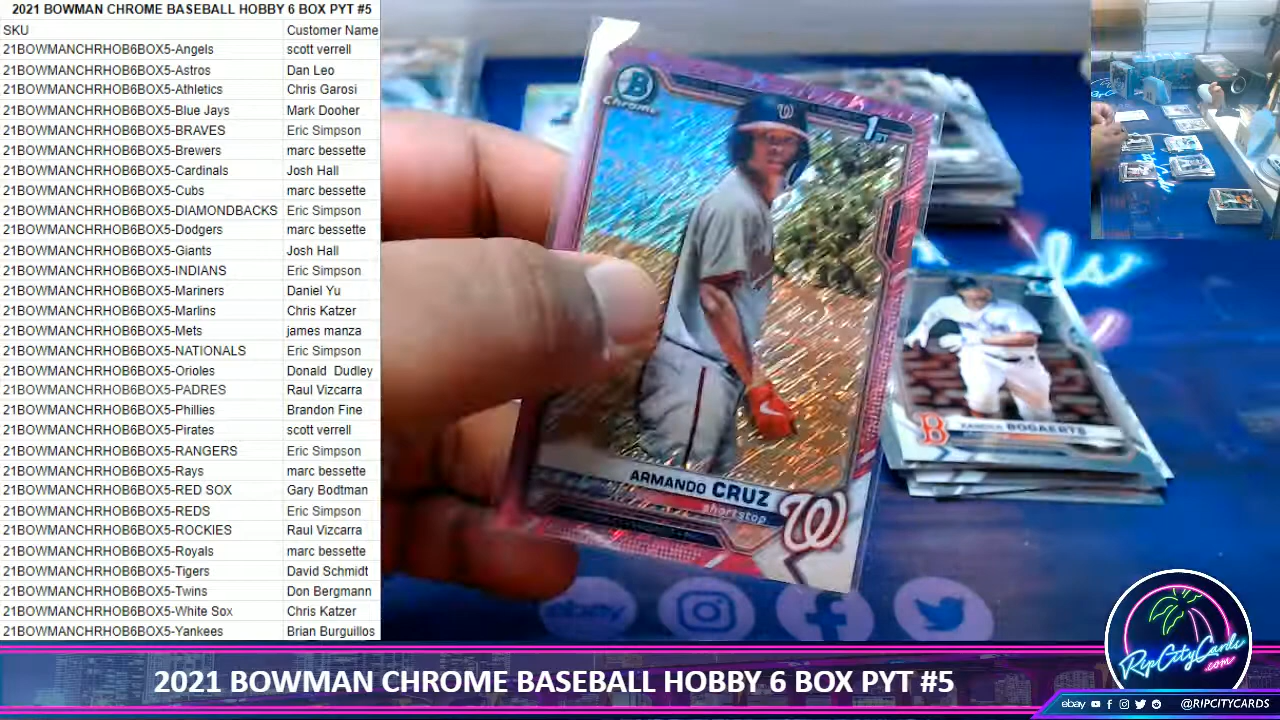 2021 BOWMAN CHROME BASEBALL HOBBY 6 BOX PYT #5
SKU Customer Name
21BOWMANCHRHOB6BOX5-Angels scott verrell
21BOWMANCHRHOB6BOX5-Astros Dan Leo
21BOWMANCHRHOB6BOX5-Athletics Chris Garosi
21BOWMANCHRHOB6BOX5-Blue Jays Mark Dooher
21BOWMANCHRHOB6BOX5-BRAVES Eric Simpson
21BOWMANCHRHOB6BOX5-Brewers marc bessette
21BOWMANCHRHOB6BOX5-Cardinals Josh Hall
21BOWMANCHRHOB6BOX5-Cubs marc bessette
21BOWMANCHRHOB6BOX5-DIAMONDBACKS Eric Simpson
21BOWMANCHRHOB6BOX5-Dodgers marc bessette
21BOWMANCHRHOB6BOX5-Giants Josh Hall
21BOWMANCHRHOB6BOX5-INDIANS Eric Simpson
21BOWMANCHRHOB6BOX5-Mariners Daniel Yu
21BOWMANCHRHOB6BOX5-Marlins Chris Katzer
21BOWMANCHRHOB6BOX5-Mets james manza
21BOWMANCHRHOB6BOX5-NATIONALS Eric Simpson
21BOWMANCHRHOB6BOX5-Orioles Donald Dudley
21BOWMANCHRHOB6BOX5-PADRES Raul Vizcarra
21BOWMANCHRHOB6BOX5-Phillies Brandon Fine
21BOWMANCHRHOB6BOX5-Pirates scott verrell
21BOWMANCHRHOB6BOX5-RANGERS Eric Simpson
21BOWMANCHRHOB6BOX5-Rays marc bessette
21BOWMANCHRHOB6BOX5-RED SOX Gary Bodtman
21BOWMANCHRHOB6BOX5-REDS Eric Simpson
21BOWMANCHRHOB6BOX5-ROCKIES Raul Vizcarra
21BOWMANCHRHOB6BOX5-Royals marc bessette
21BOWMANCHRHOB6BOX5-Tigers David Schmidt
21BOWMANCHRHOB6BOX5-Twins Don Bergmann
21BOWMANCHRHOB6BOX5-White Sox Chris Katzer
21BOWMANCHRHOB6BOX5-Yankees Brian Burguillos
B
Chrome
W
1ST
ARMANDO CRUZ
shortstop
W
B
XANDER BOGAERTS
ebay
RipCityCards
.com
2021 BOWMAN CHROME BASEBALL HOBBY 6 BOX PYT #5
ebay @RIPCITYCARDS